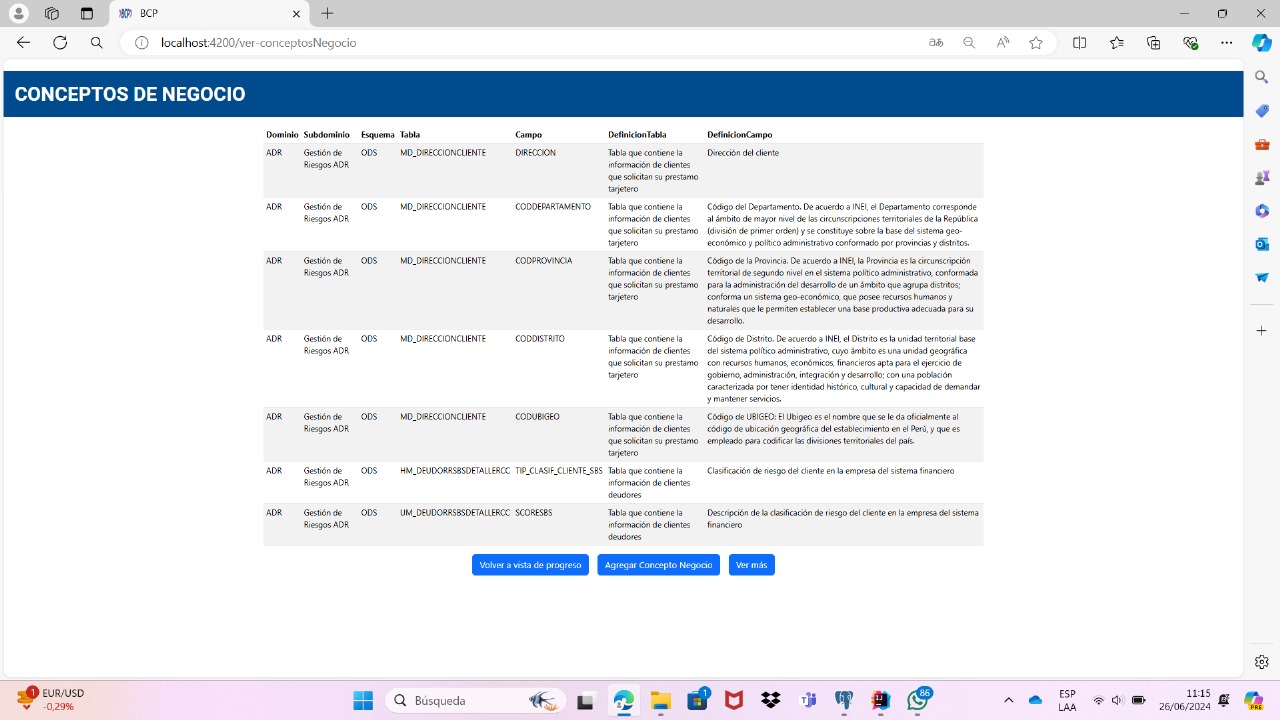 BCP
localhost:4200/ver-conceptosNegocio
CONCEPTOS DE NEGOCIO
Dominio Subdominio Esquema Tabla Campo DefinicionTabla DefinicionCampo
ADR Gestión de ODS MD_DIRECCIONCLIENTE DIRECCION Tabla que contiene la Dirección del cliente
Riesgos ADR información de clientes
que solicitan su prestamo
tarjetero
ADR Gestión de ODS MD_DIRECCIONCLIENTE CODDEPARTAMENTO Tabla que contiene la Código del Departamento. De acuerdo a INEI, el Departamento corresponde
Riesgos ADR información de clientes al ámbito de mayor nivel de las circunscripciones territoriales de la República
que solicitan su prestamo (división de primer orden) y se constituye sobre la base del sistema geo-
tarjetero económico y político administrativo conformado por provincias y distritos.
ADR Gestión de ODS MD_DIRECCIONCLIENTE CODPROVINCIA Tabla que contiene la Código de la Provincia. De acuerdo a INEI, la Provincia es la circunscripción
Riesgos ADR información de clientes territorial de segundo nivel en el sistema político administrativo, conformada
que solicitan su prestamo para la administración del desarrollo de un ámbito que agrupa distritos;
tarjetero conforma un sistema geo-económico, que posee recursos humanos y
naturales que le permiten establecer una base productiva adecuada para su
desarrollo.
ADR Gestión de ODS MD_DIRECCIONCLIENTE CODDISTRITO Tabla que contiene la Código de Distrito. De acuerdo a INEI, el Distrito es la unidad territorial base
Riesgos ADR información de clientes del sistema político administrativo, cuyo ámbito es una unidad geográfica
que solicitan su prestamo con recursos humanos, económicos, financieros apta para el ejercicio de
tarjetero gobierno, administración, integración y desarrollo; con una población
caracterizada por tener identidad histórico, cultural y capacidad de demandar
y mantener servicios.
ADR Gestión de ODS MD_DIRECCIONCLIENTE CODUBIGEO Tabla que contiene la Código de UBIGEO: El Ubigeo es el nombre que se le da oficialmente al
Riesgos ADR información de clientes código de ubicación geográfica del establecimiento en el Perú, y que es
que solicitan su prestamo empleado para codificar las divisiones territoriales del país.
tarjetero
ADR Gestión de ODS HM_DEUDORRSBSDETALLERCC TIP_CLASIF_CLIENTE_SBS Tabla que contiene la Clasificación de riesgo del cliente en la empresa del sistema financiero
Riesgos ADR información de clientes
deudores
ADR Gestión de ODS UM_DEUDORRSBSDETALLERCC SCORESBS Tabla que contiene la Descripción de la clasificación de riesgo del cliente en la empresa del sistema
Riesgos ADR información de clientes financiero
deudores
Volver a vista de progreso Agregar Concepto Negocio Ver más
1 EUR/USD
-0,29%
Búsqueda
1
86
ESP
LAA
11:15
26/06/2024
PRE